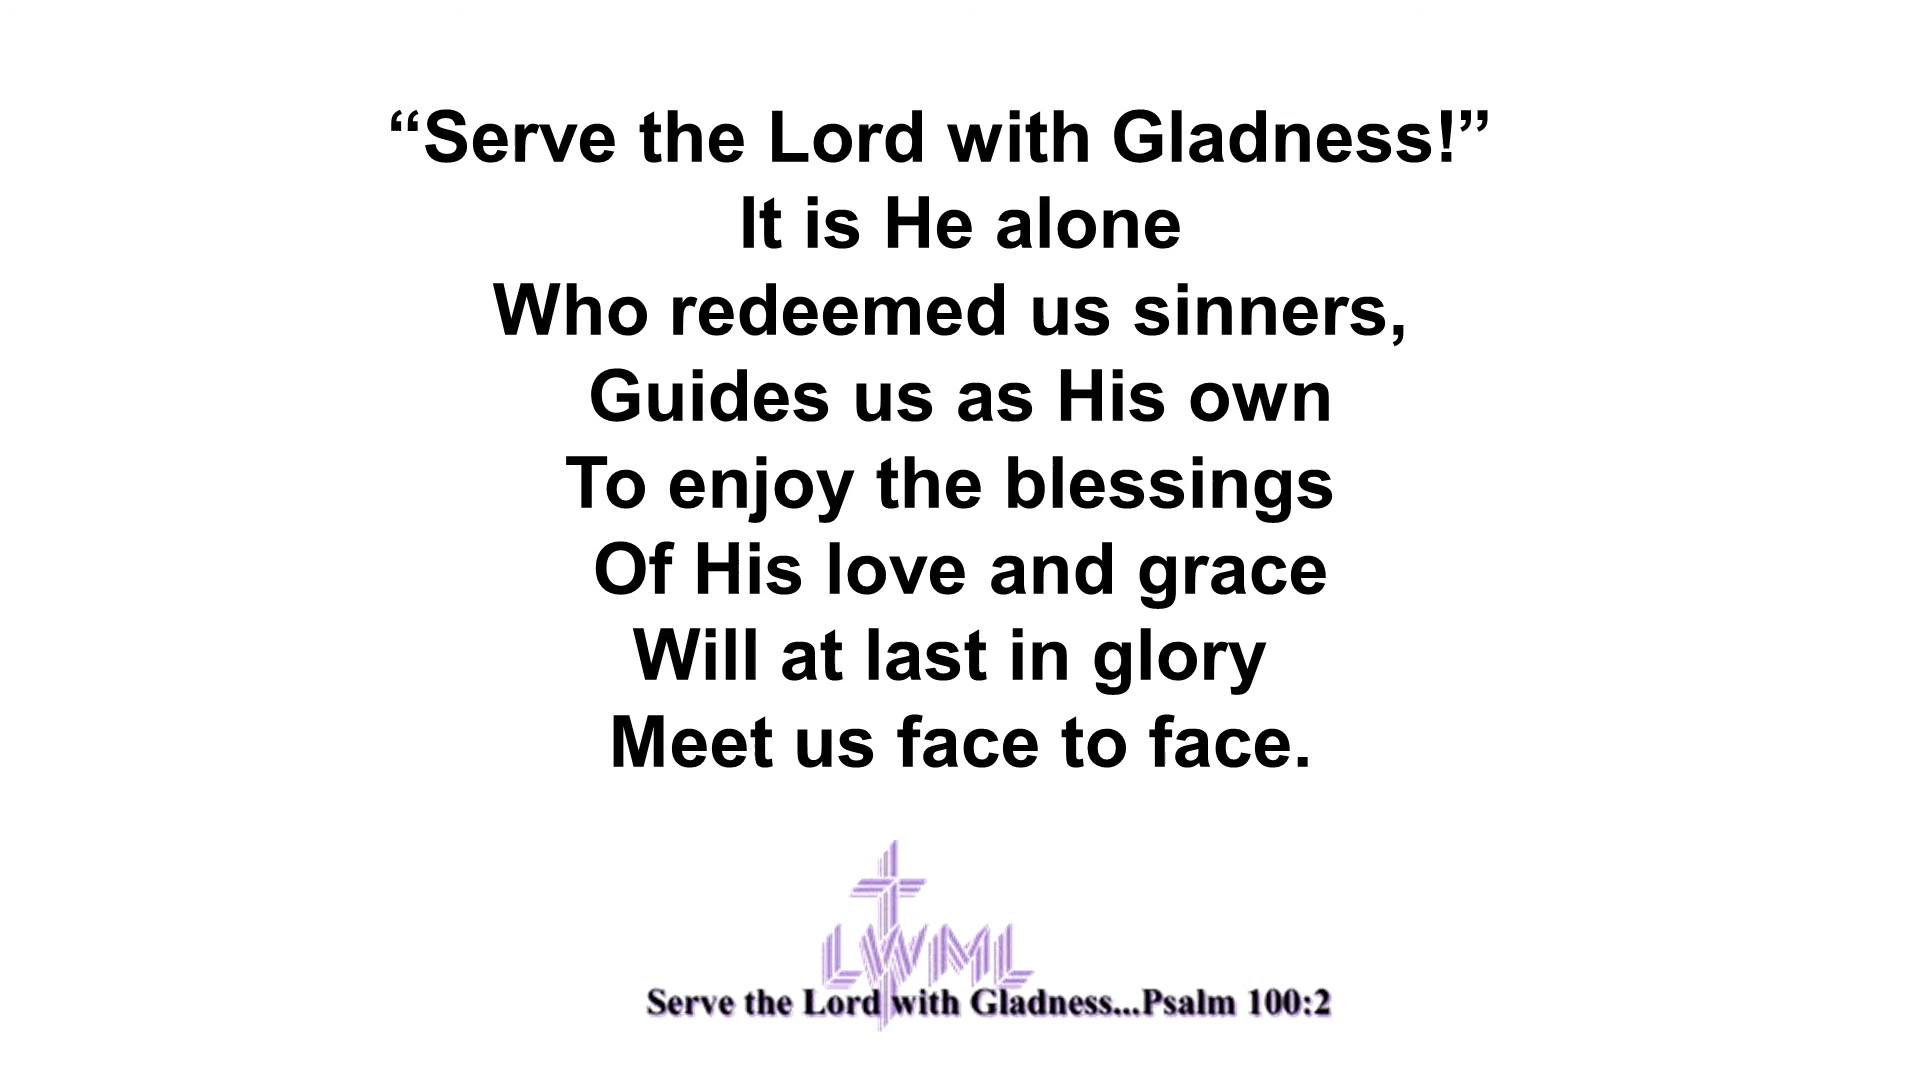 “Serve the Lord with Gladness!”
It is He alone
Who redeemed us sinners,
Guides us as His own
To enjoy the blessings
Of His love and grace
Will at last in glory
Meet us face to face.
LWML
Serve the Lord with Gladness...Psalm 100:2